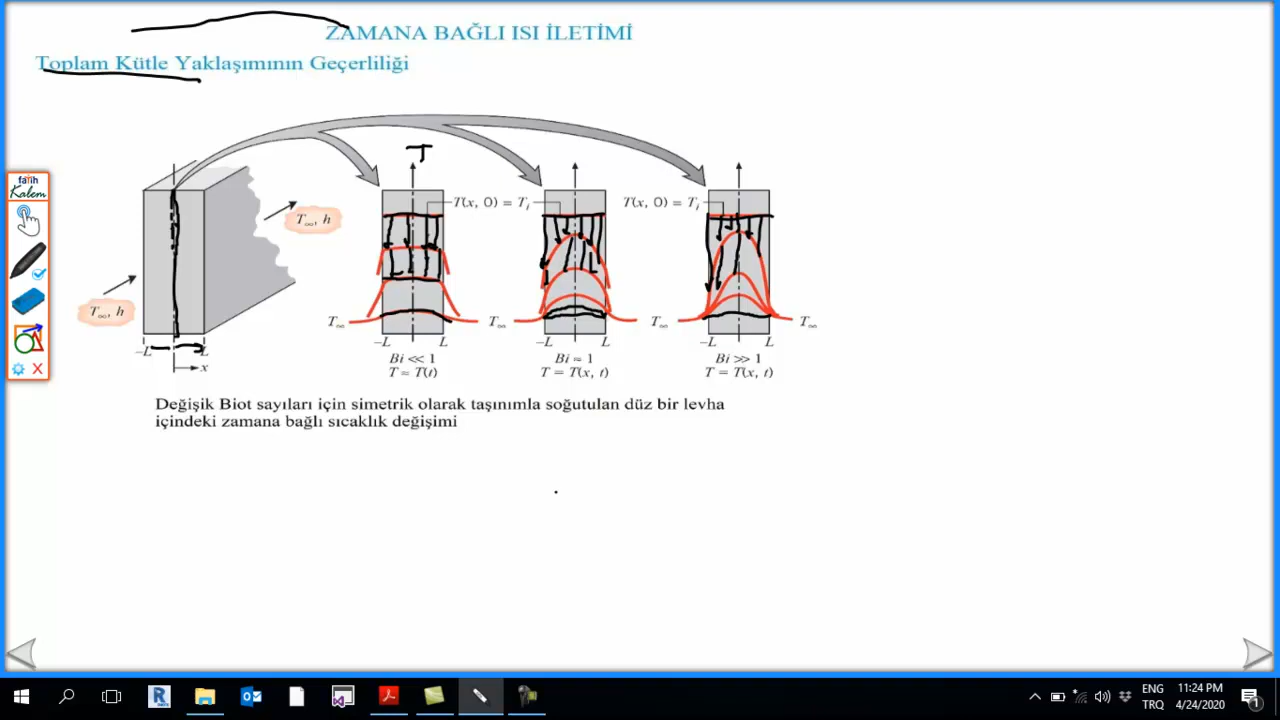 ZAMANA BAĞLI ISI İLETİMİ
Toplam Kütle Yaklaşımının Geçerliliği
T
fatih
Kalem
T(x, 0) = Tᵢ
T(x, 0) = Tᵢ
T∞, h
T∞, h
T∞
T∞
T∞
T∞
-L
L
x
-L
L
-L
L
-L
L
Bi << 1
Bi ≈ 1
Bi >> 1
T ≈ T(t)
T = T(x, t)
T = T(x, t)
Değişik Biot sayıları için simetrik olarak taşınımla soğutulan düz bir levha
içindeki zamana bağlı sıcaklık değişimi
ENG
TRQ
11:24 PM
4/24/2020
1